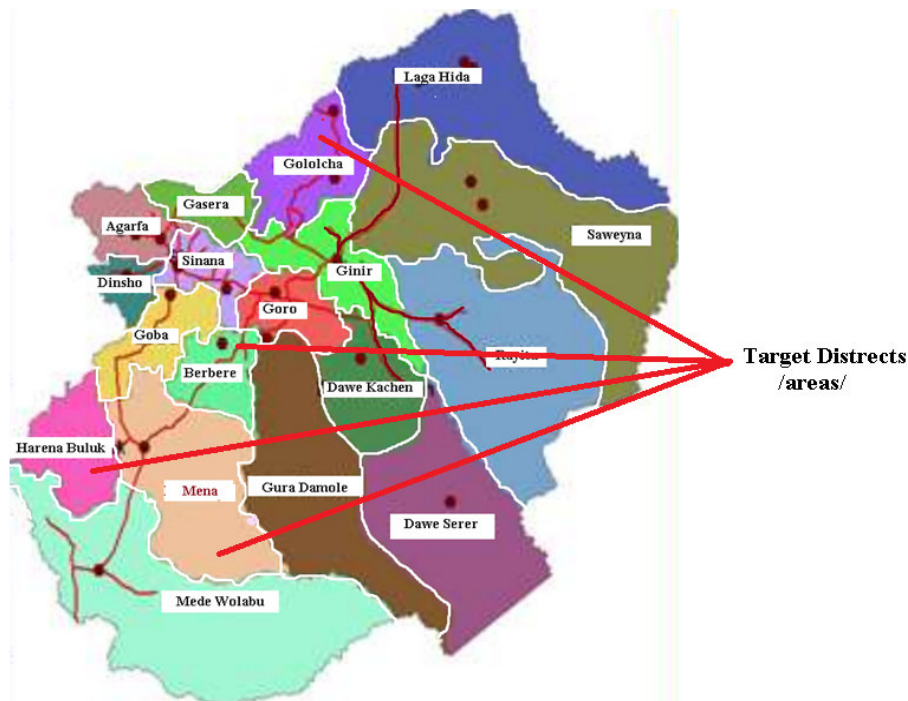 Laga Hida
Gololcha
Gasera
Agarfa
Saweyna
Sinana
Dinsho
Ginir
Goro
Goba
Rayitu
Target Distrects
/areas/
Berbere
Dawe Kachen
Harena Buluk
Mena
Gura Damole
Dawe Serer
Mede Wolabu